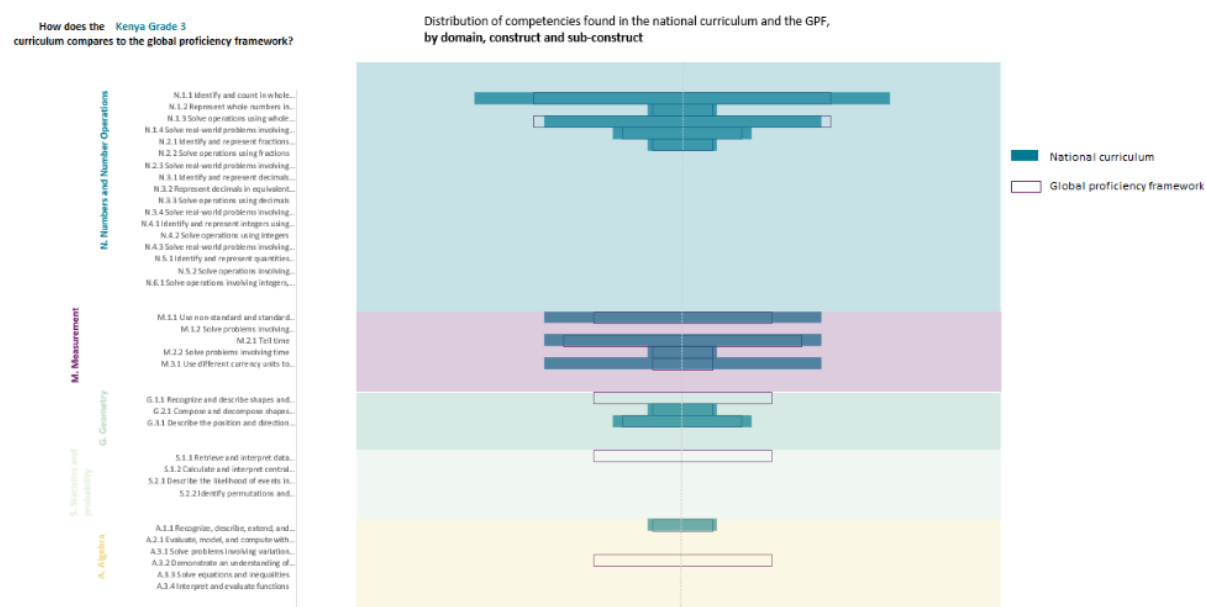 How does the Kenya Grade 3
curriculum compares to the global proficiency framework?
Distribution of competencies found in the national curriculum and the GPF,
by domain, construct and sub-construct
N. Numbers and Number Operations
N.1.1 Identify and count in whole...
N.1.2 Represent whole numbers in...
N.1.3 Solve operations using whole...
N.1.4 Solve real-world problems involving...
N.2.1 Identify and represent fractions...
N.2.2 Solve operations using fractions
N.2.3 Solve real-world problems involving...
N.3.1 Identify and represent decimals...
N.3.2 Represent decimals in equivalent...
N.3.3 Solve operations using decimals
N.3.4 Solve real-world problems involving...
N.4.1 Identify and represent integers using...
N.4.2 Solve operations using integers
N.4.3 Solve real-world problems involving...
N.5.1 Identify and represent quantities...
N.5.2 Solve operations involving...
N.6.1 Solve operations involving integers,...
M. Measurement
M.1.1 Use non-standard and standard...
M.1.2 Solve problems involving...
M.2.1 Tell time
M.2.2 Solve problems involving time
M.3.1 Use different currency units to...
G. Geometry
G.1.1 Recognize and describe shapes and...
G.2.1 Compose and decompose shapes...
G.3.1 Describe the position and direction...
S. Statistics and
probability
S.1.1 Retrieve and interpret data...
S.1.2 Calculate and interpret central...
S.2.1 Describe the likelihood of events in...
S.2.2 Identify permutations and...
A. Algebra
A.1.1 Recognize, describe, extend, and...
A.2.1 Evaluate, model, and compute with...
A.3.1 Solve problems involving variation...
A.3.2 Demonstrate an understanding of...
A.3.3 Solve equations and inequalities
A.3.4 Interpret and evaluate functions
National curriculum
Global proficiency framework